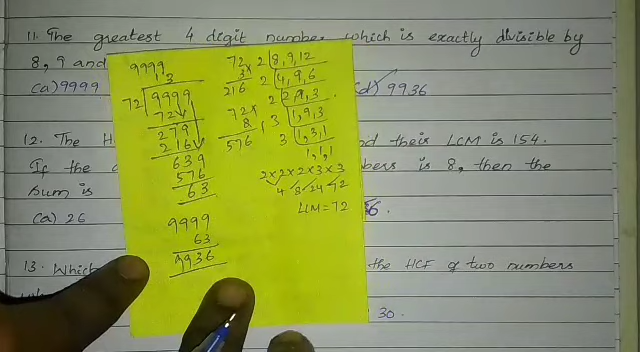 11. The greatest 4 digit number which is exactly divisible by
8, 9 and
(a) 9999
(d) 9936
9999
3
72 9999
72
279
216
639
576
63
9999
63
9936
72 x
3
216
72 x
8
576
2 8, 9, 12
2 4, 9, 6
2 2, 9, 3
3 1, 9, 3
3 1, 3, 1
1, 1, 1
2 x 2 x 2 x 3 x 3
4 8 24 72
LCM = 72
12. The H
nd their LCM is 154.
If the
bers is 8, then the
sum is
(a) 26
36.
13. Which
the HCF of two numbers
30.